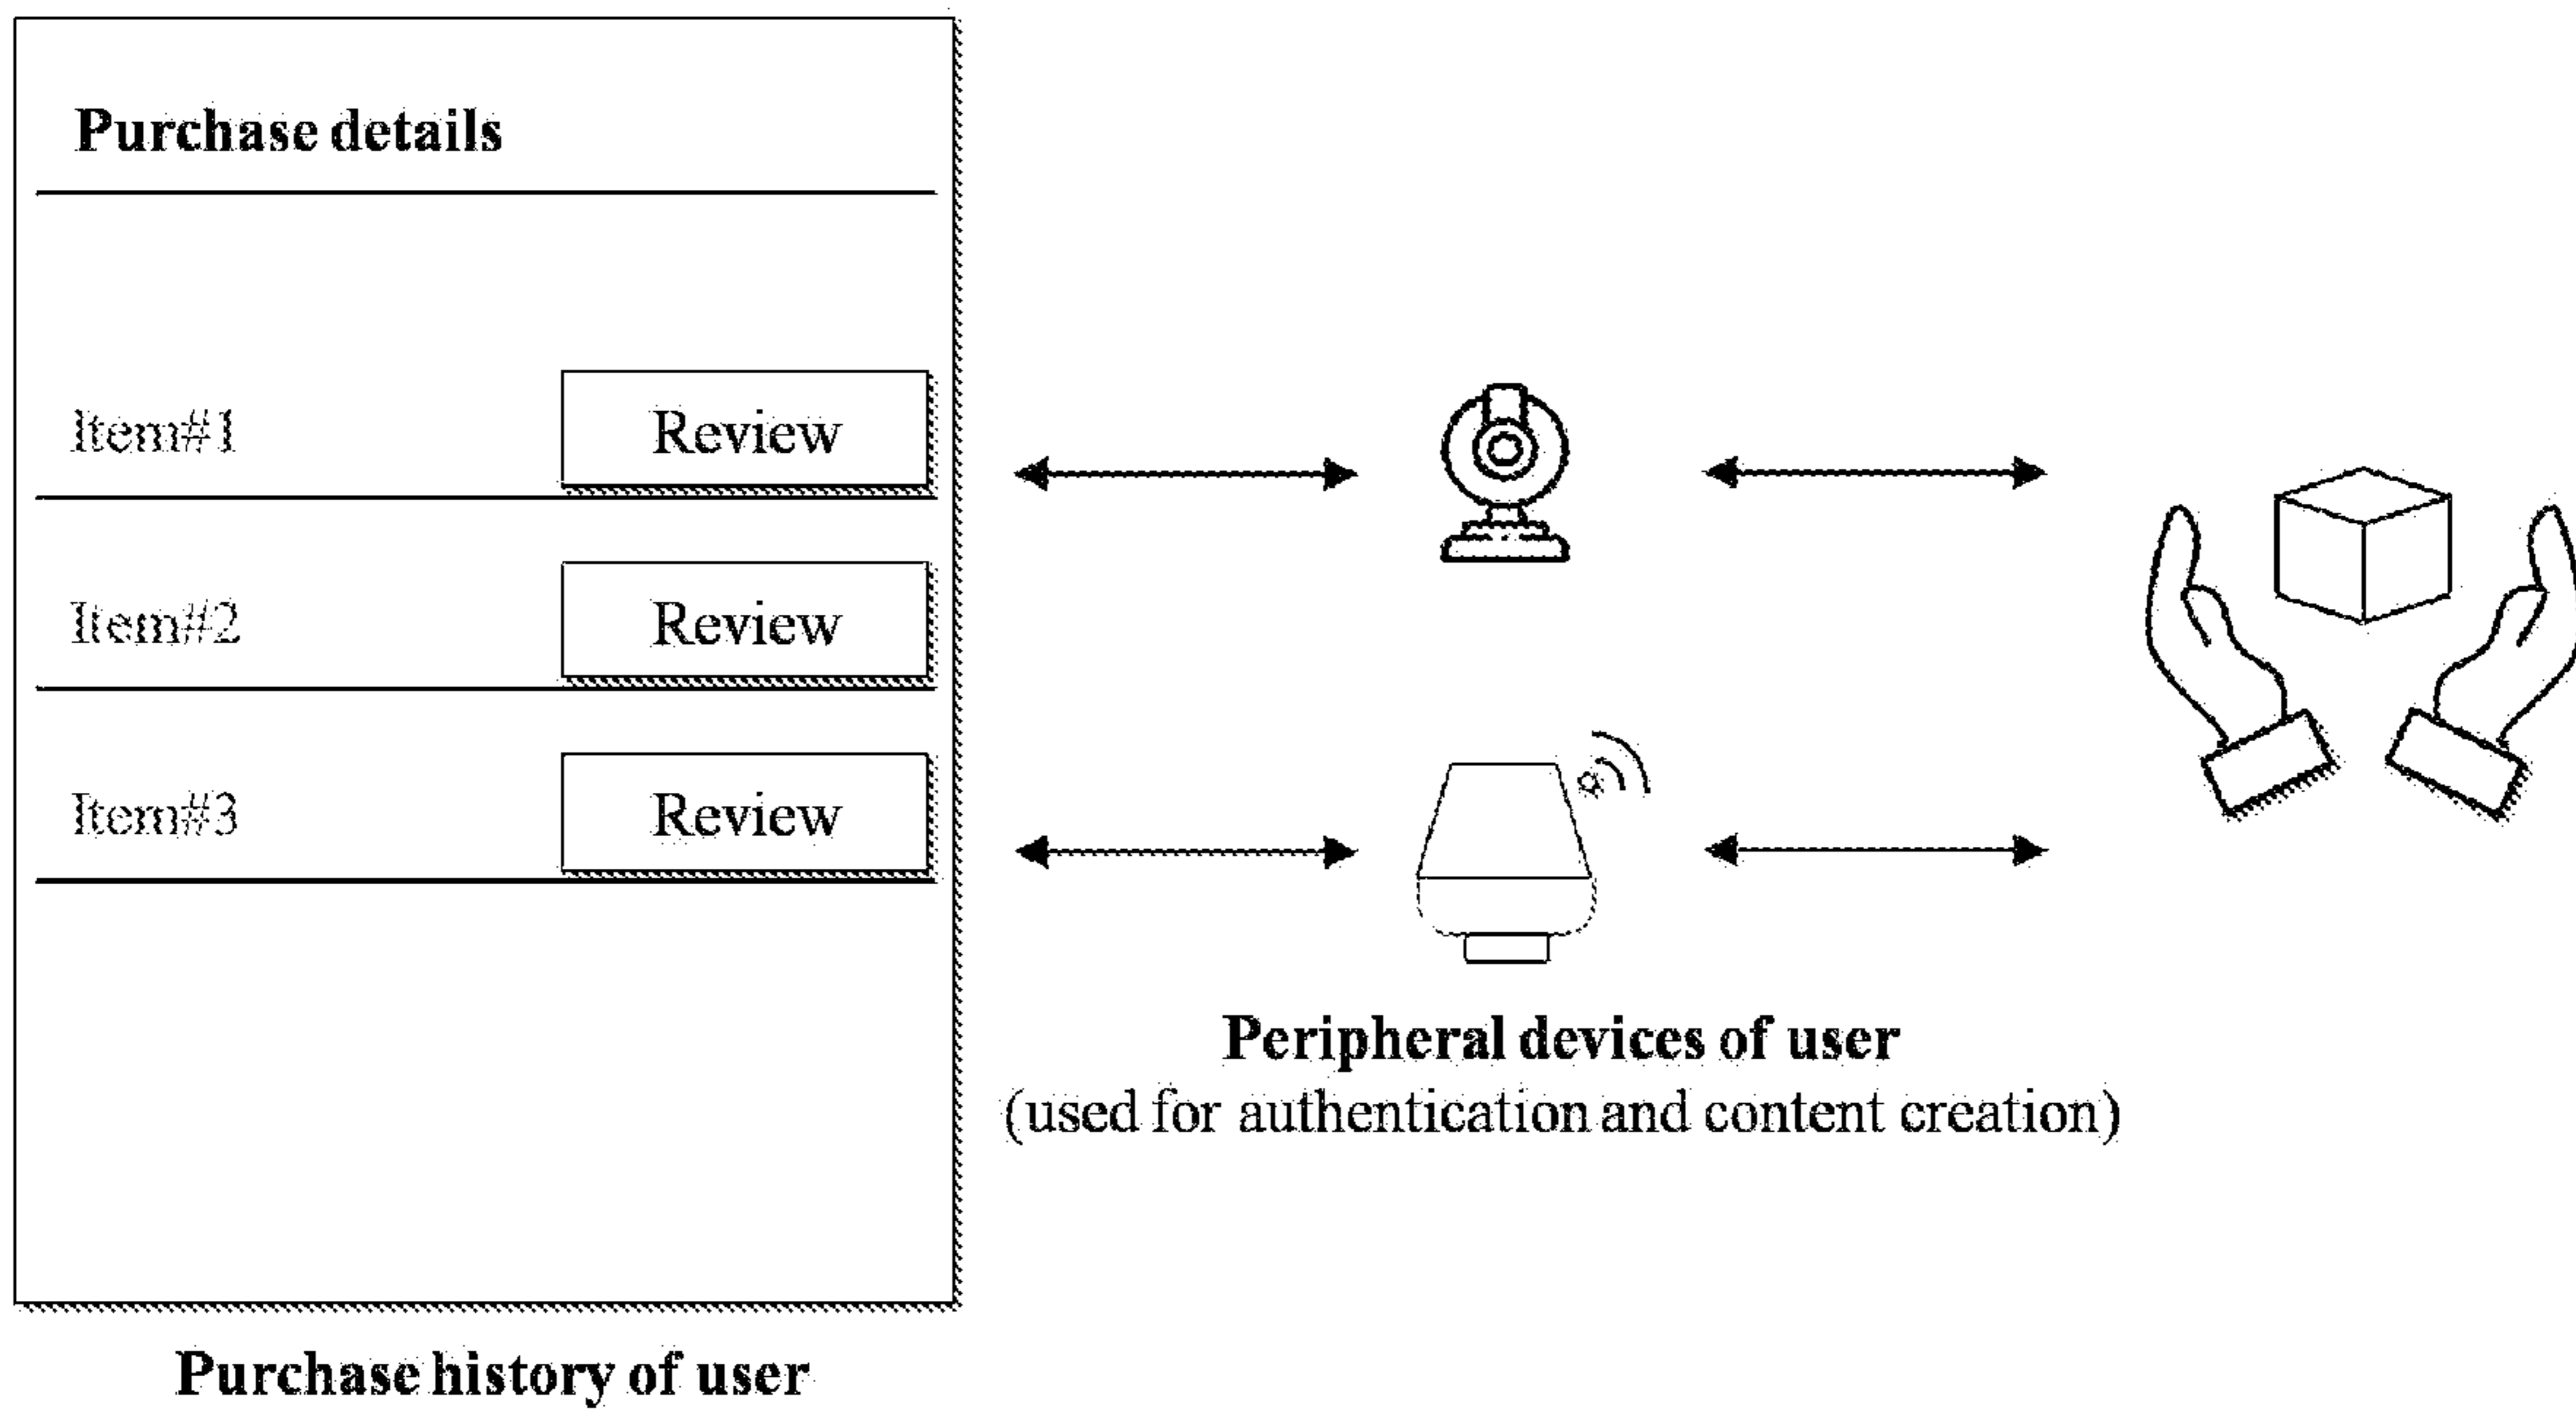 Purchase details
Item#1 Review
Item#2 Review
Item#3 Review
Peripheral devices of user
(used for authentication and content creation)
Purchase history of user